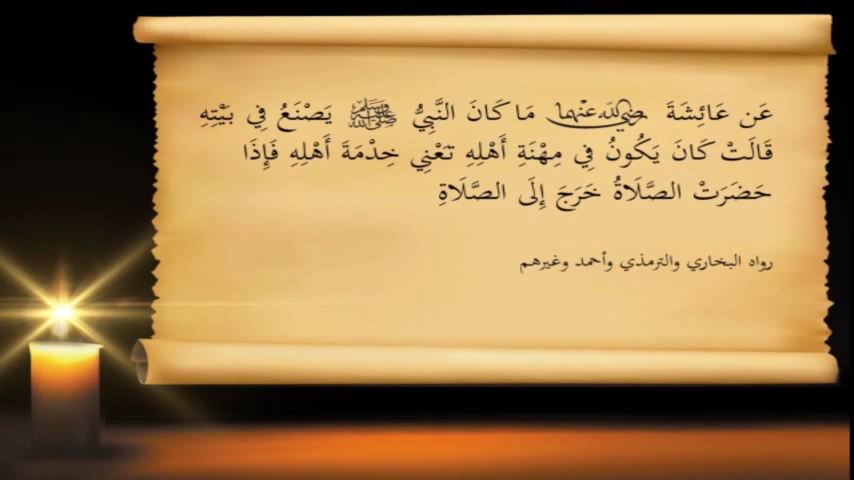 عَن عَائِشَةَ رضي الله عنها مَا كَانَ النَّبِيُّ ﷺ يَصْنَعُ فِي بَيْتِهِ
قَالَتْ كَانَ يَكُونُ فِي مِهْنَةِ أَهْلِهِ تَعْنِي خِدْمَةَ أَهْلِهِ فَإِذَا
حَضَرَتْ الصَّلَاةُ خَرَجَ إِلَى الصَّلَاةِ
رواه البخاري والترمذي وأحمد وغيرهم